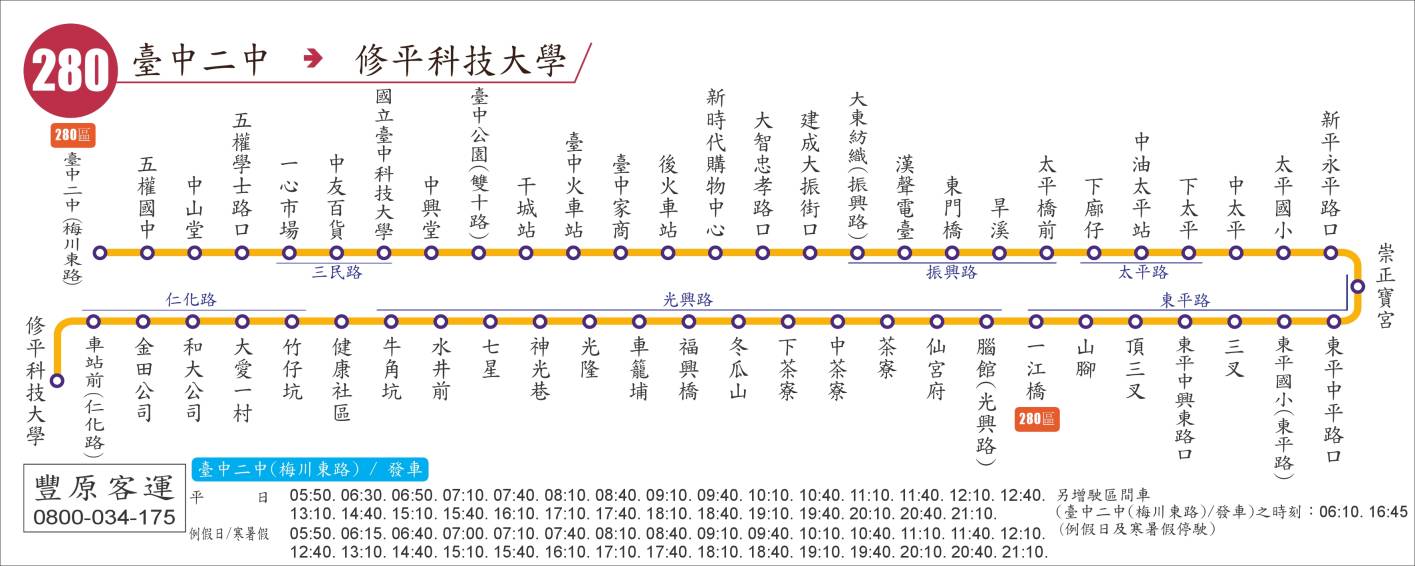 280 臺中二中 → 修平科技大學
280區
臺中二中(梅川東路)
五權國中
中山堂
五權學士路口
一心市場
中友百貨
國立臺中科技大學
中興堂
臺中公園(雙十路)
干城站
臺中火車站
臺中家商
後火車站
新時代購物中心
大智忠孝路口
建成大振街口
大東紡織(振興路)
漢聲電臺
東門橋
旱溪
太平橋前
下廍仔
中油太平站
下太平
中太平
太平國小
新平永平路口
三民路
振興路
太平路
崇正寶宮
仁化路
光興路
東平路
修平科技大學
車站前(仁化路)
金田公司
和大公司
大愛一村
竹仔坑
健康社區
牛角坑
水井前
七星
神光巷
光隆
車籠埔
福興橋
冬瓜山
下茶寮
中茶寮
茶寮
仙宮府
腦館(光興路)
一江橋
280區
山腳
頂三叉
東平中興東路口
三叉
東平國小(東平路)
東平中平路口
豐原客運
0800-034-175
臺中二中(梅川東路) / 發車
平 日 05:50. 06:30. 06:50. 07:10. 07:40. 08:10. 08:40. 09:10. 09:40. 10:10. 10:40. 11:10. 11:40. 12:10. 12:40.
13:10. 14:40. 15:10. 15:40. 16:10. 17:10. 17:40. 18:10. 18:40. 19:10. 19:40. 20:10. 20:40. 21:10.
例假日/寒暑假 05:50. 06:15. 06:40. 07:00. 07:10. 07:40. 08:10. 08:40. 09:10. 09:40. 10:10. 10:40. 11:10. 11:40. 12:10.
12:40. 13:10. 14:40. 15:10. 15:40. 16:10. 17:10. 17:40. 18:10. 18:40. 19:10. 19:40. 20:10. 20:40. 21:10.
另增駛區間車
(臺中二中(梅川東路)/發車)之時刻：06:10. 16:45
(例假日及寒暑假停駛)